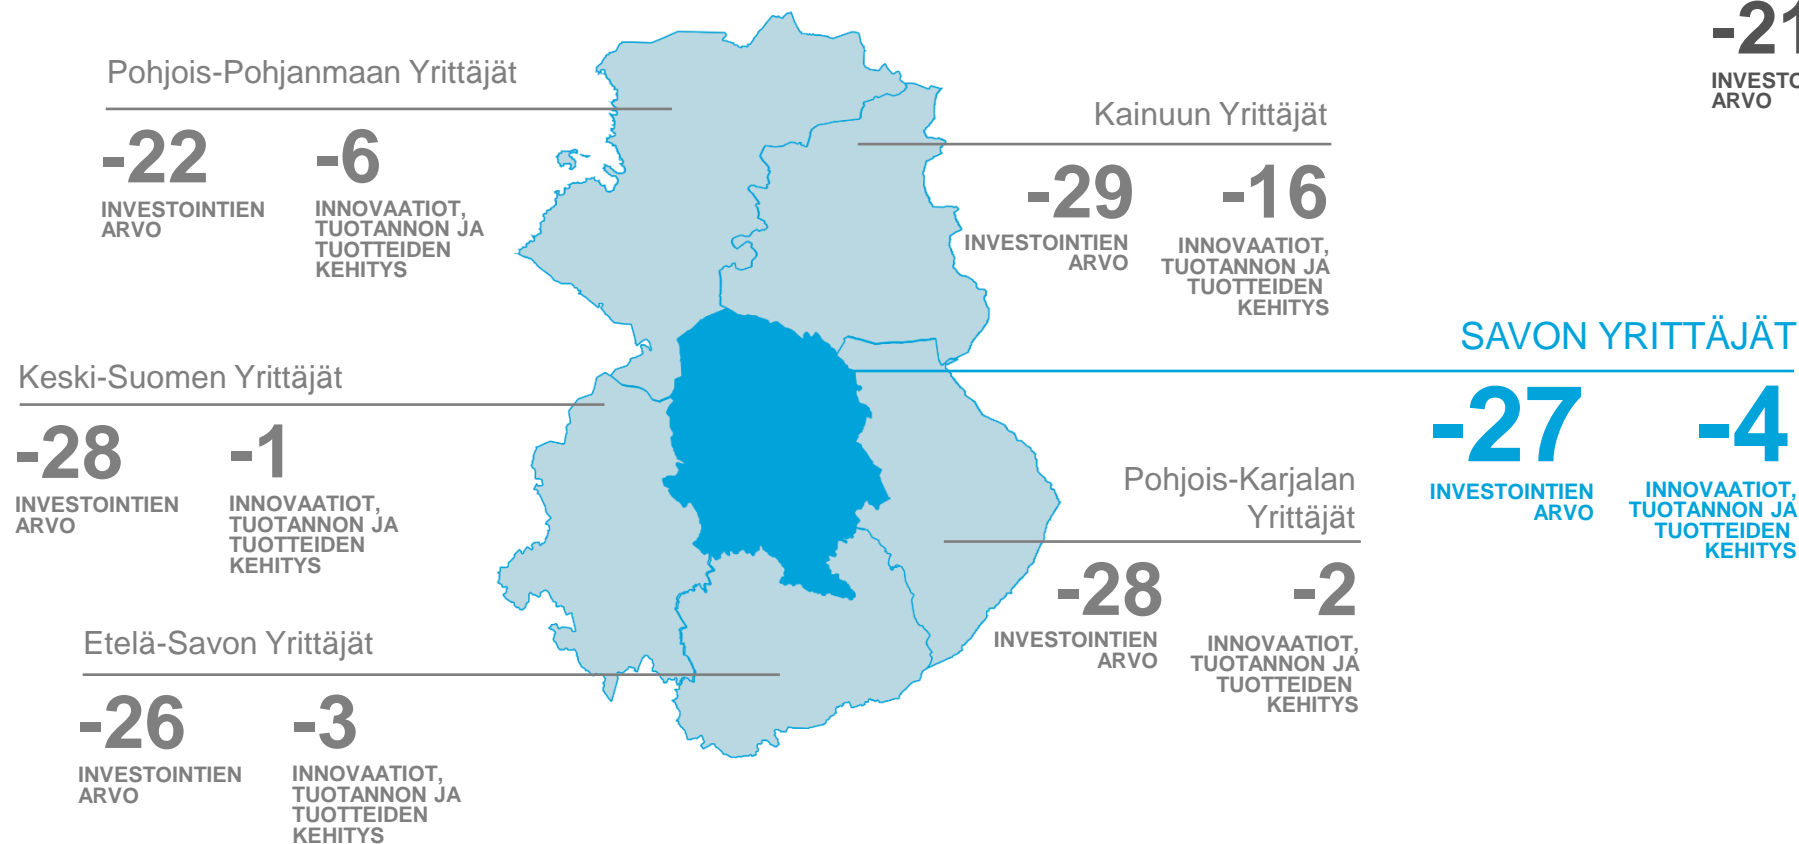 -21
INVESTO
ARVO
Pohjois-Pohjanmaan Yrittäjät
-22
INVESTOINTIEN
ARVO
-6
INNOVAATIOT,
TUOTANNON JA
TUOTTEIDEN
KEHITYS
Kainuun Yrittäjät
-29
INVESTOINTIEN
ARVO
-16
INNOVAATIOT,
TUOTANNON JA
TUOTTEIDEN
KEHITYS
SAVON YRITTÄJÄT
-27
INVESTOINTIEN
ARVO
-4
INNOVAATIOT,
TUOTANNON JA
TUOTTEIDEN
KEHITYS
Keski-Suomen Yrittäjät
-28
INVESTOINTIEN
ARVO
-1
INNOVAATIOT,
TUOTANNON JA
TUOTTEIDEN
KEHITYS
Pohjois-Karjalan
Yrittäjät
-28
INVESTOINTIEN
ARVO
-2
INNOVAATIOT,
TUOTANNON JA
TUOTTEIDEN
KEHITYS
Etelä-Savon Yrittäjät
-26
INVESTOINTIEN
ARVO
-3
INNOVAATIOT,
TUOTANNON JA
TUOTTEIDEN
KEHITYS